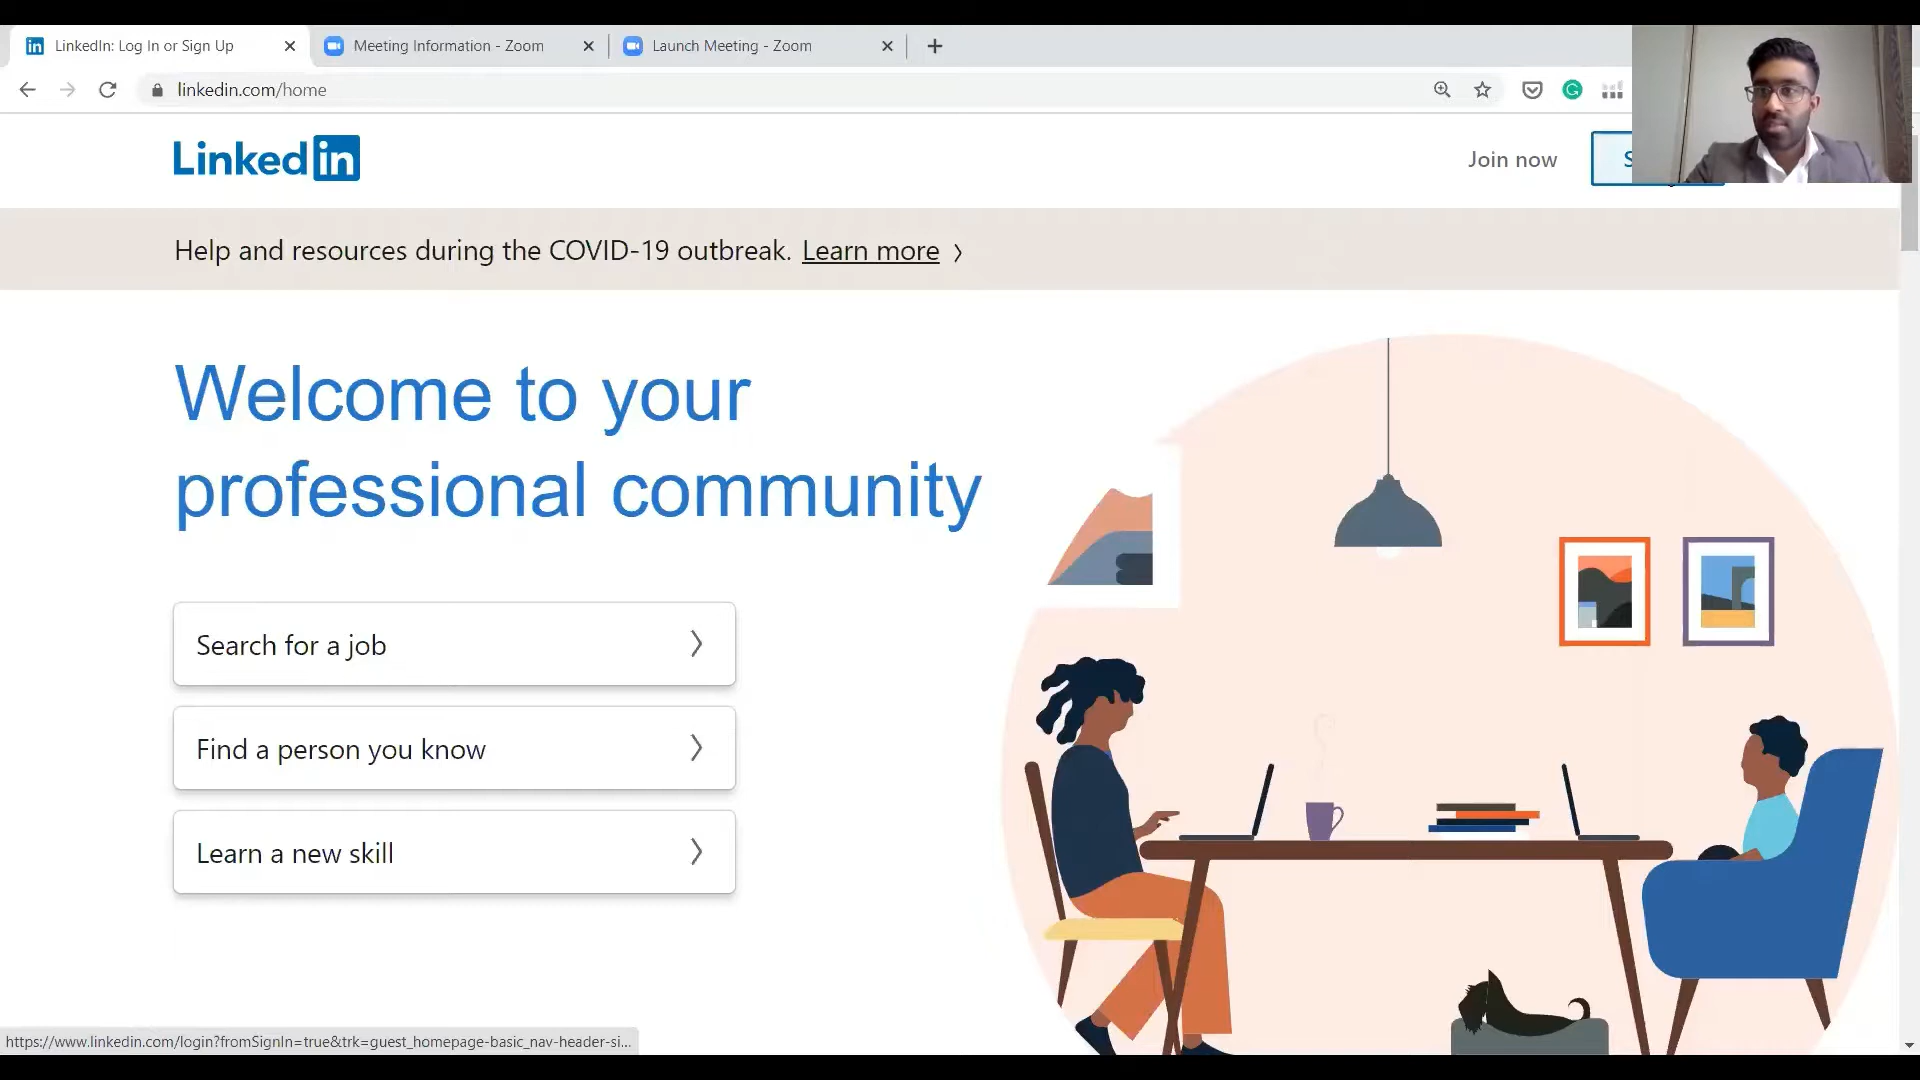 LinkedIn: Log In or Sign Up
Meeting Information - Zoom
Launch Meeting - Zoom
linkedin.com/home
LinkedIn
Join now
S
Help and resources during the COVID-19 outbreak. Learn more
Welcome to your
professional community
Search for a job
Find a person you know
Learn a new skill
https://www.linkedin.com/login?fromSignIn=true&trk=guest_homepage-basic_nav-header-si...